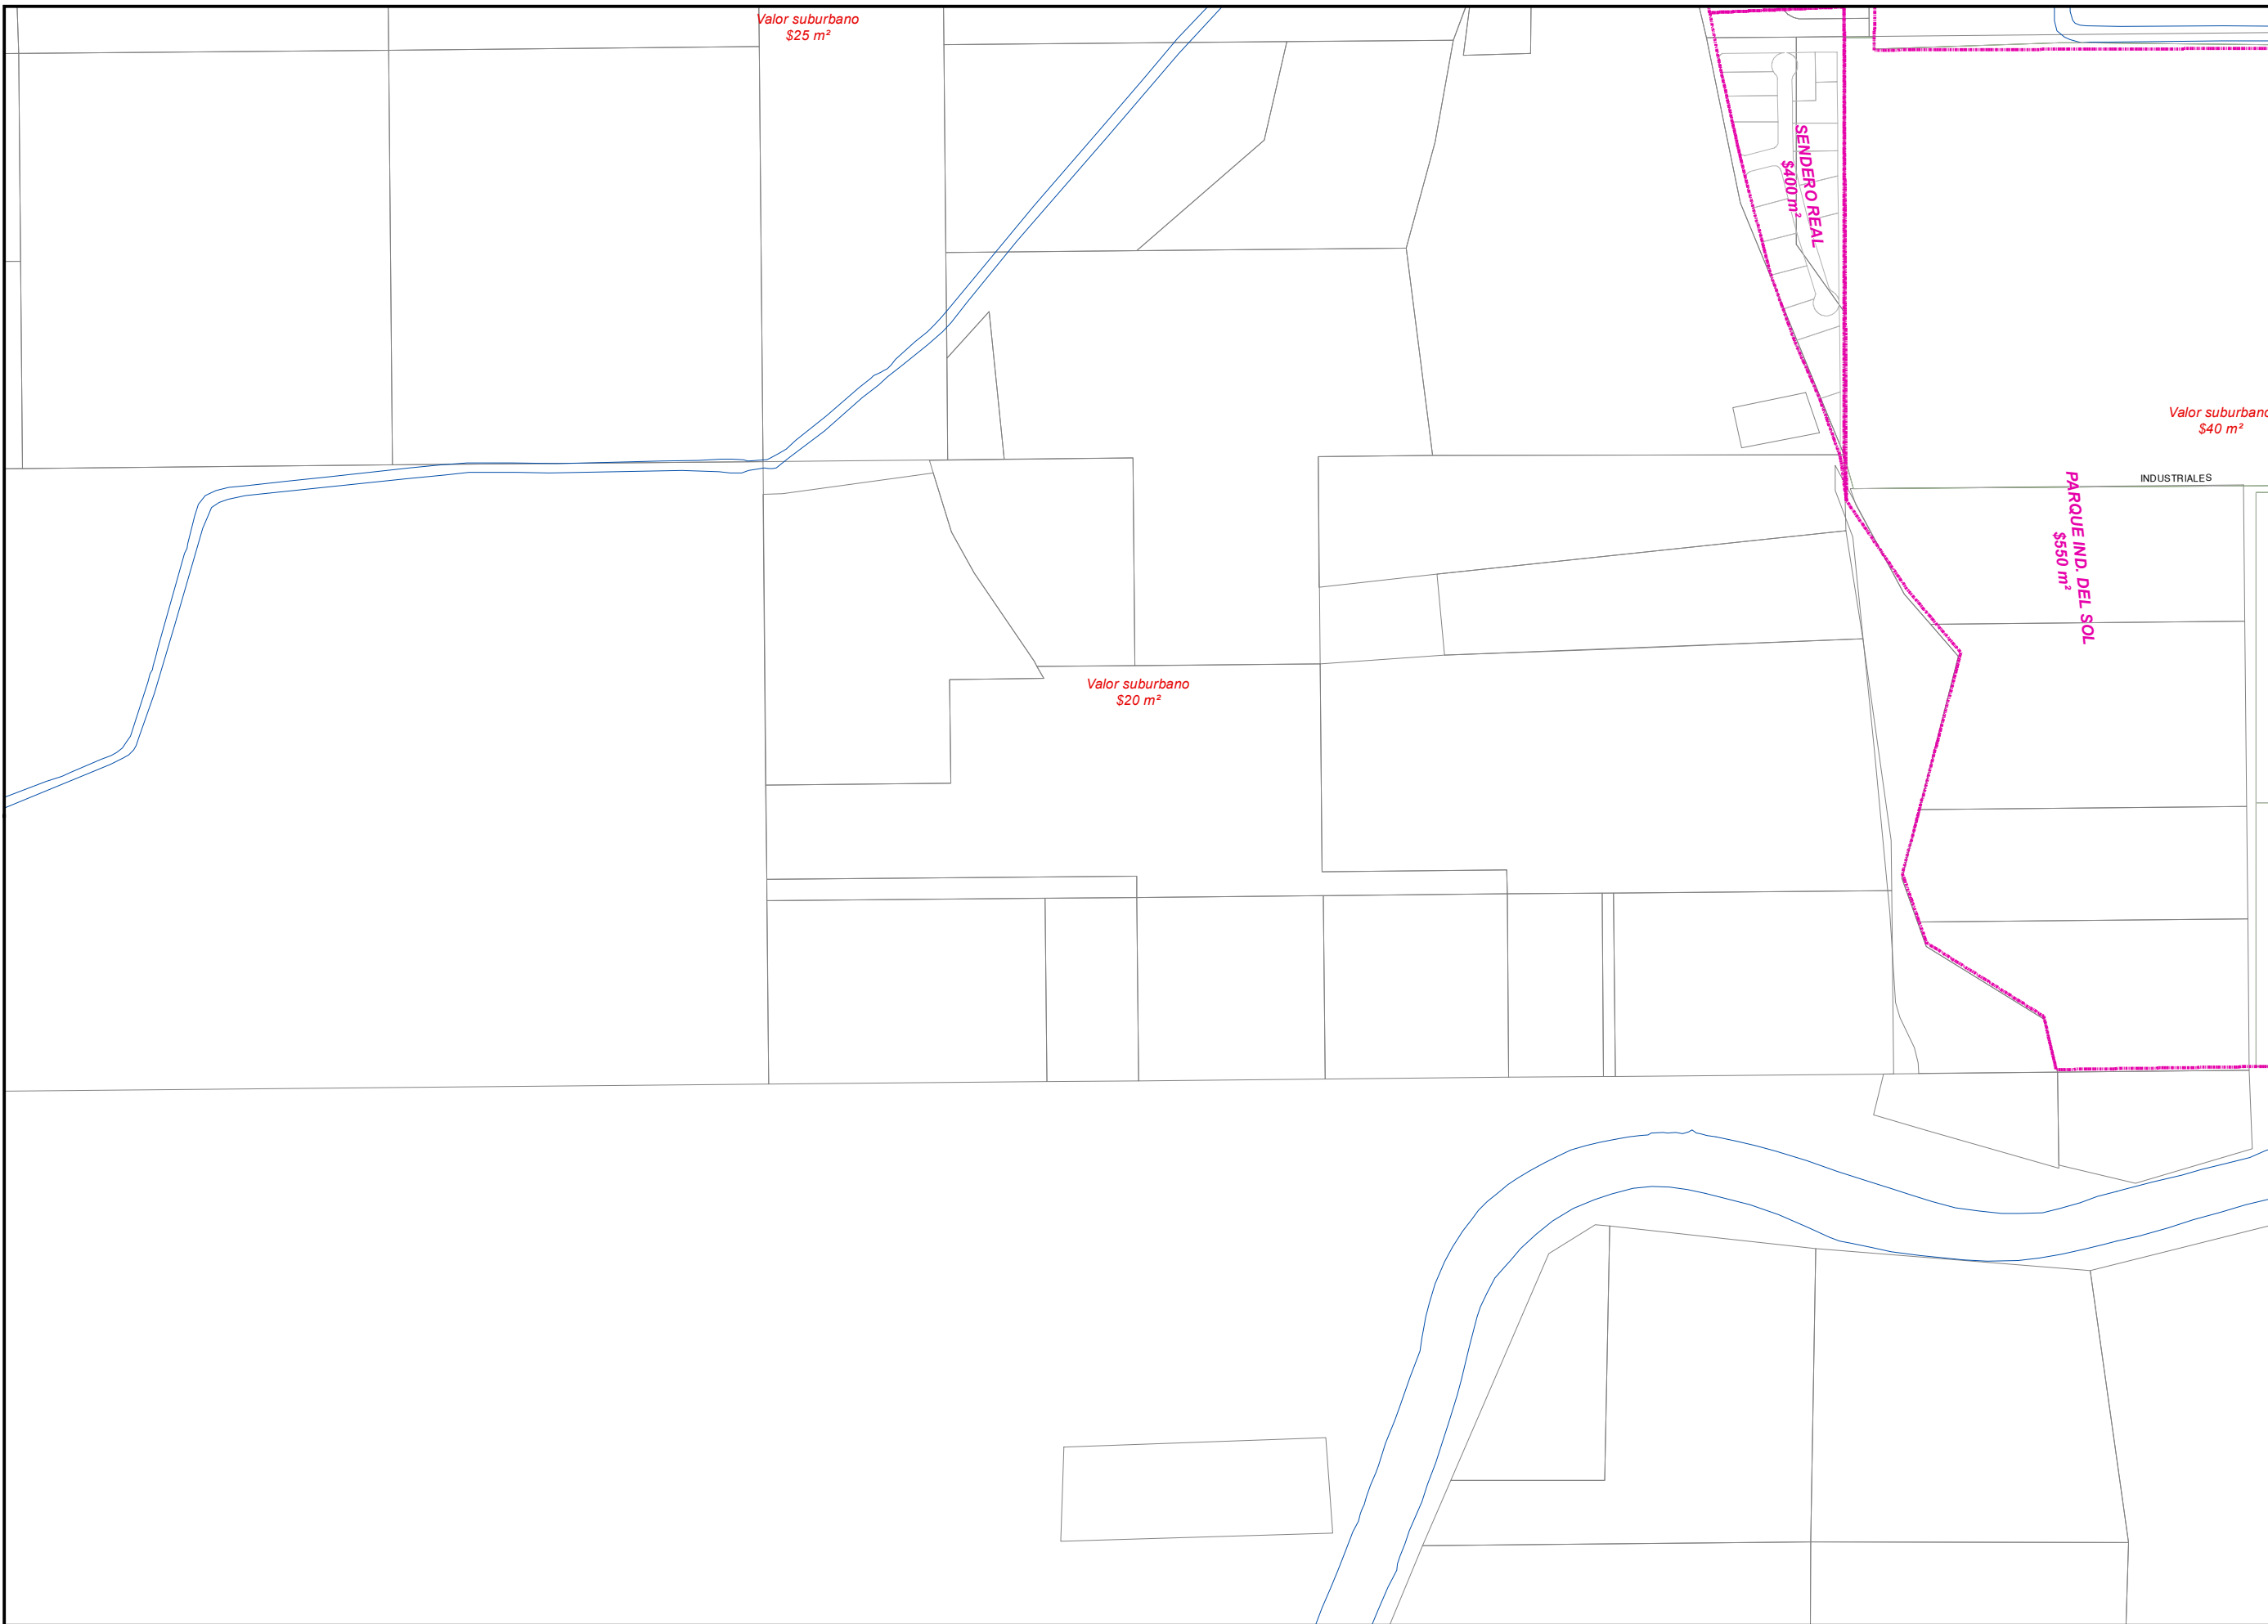 Valor suburbano
$25 m²
SENDERO REAL
$400 m²
Valor suburbano
$40 m²
INDUSTRIALES
PARQUE IND. DEL SOL
$550 m²
Valor suburbano
$20 m²